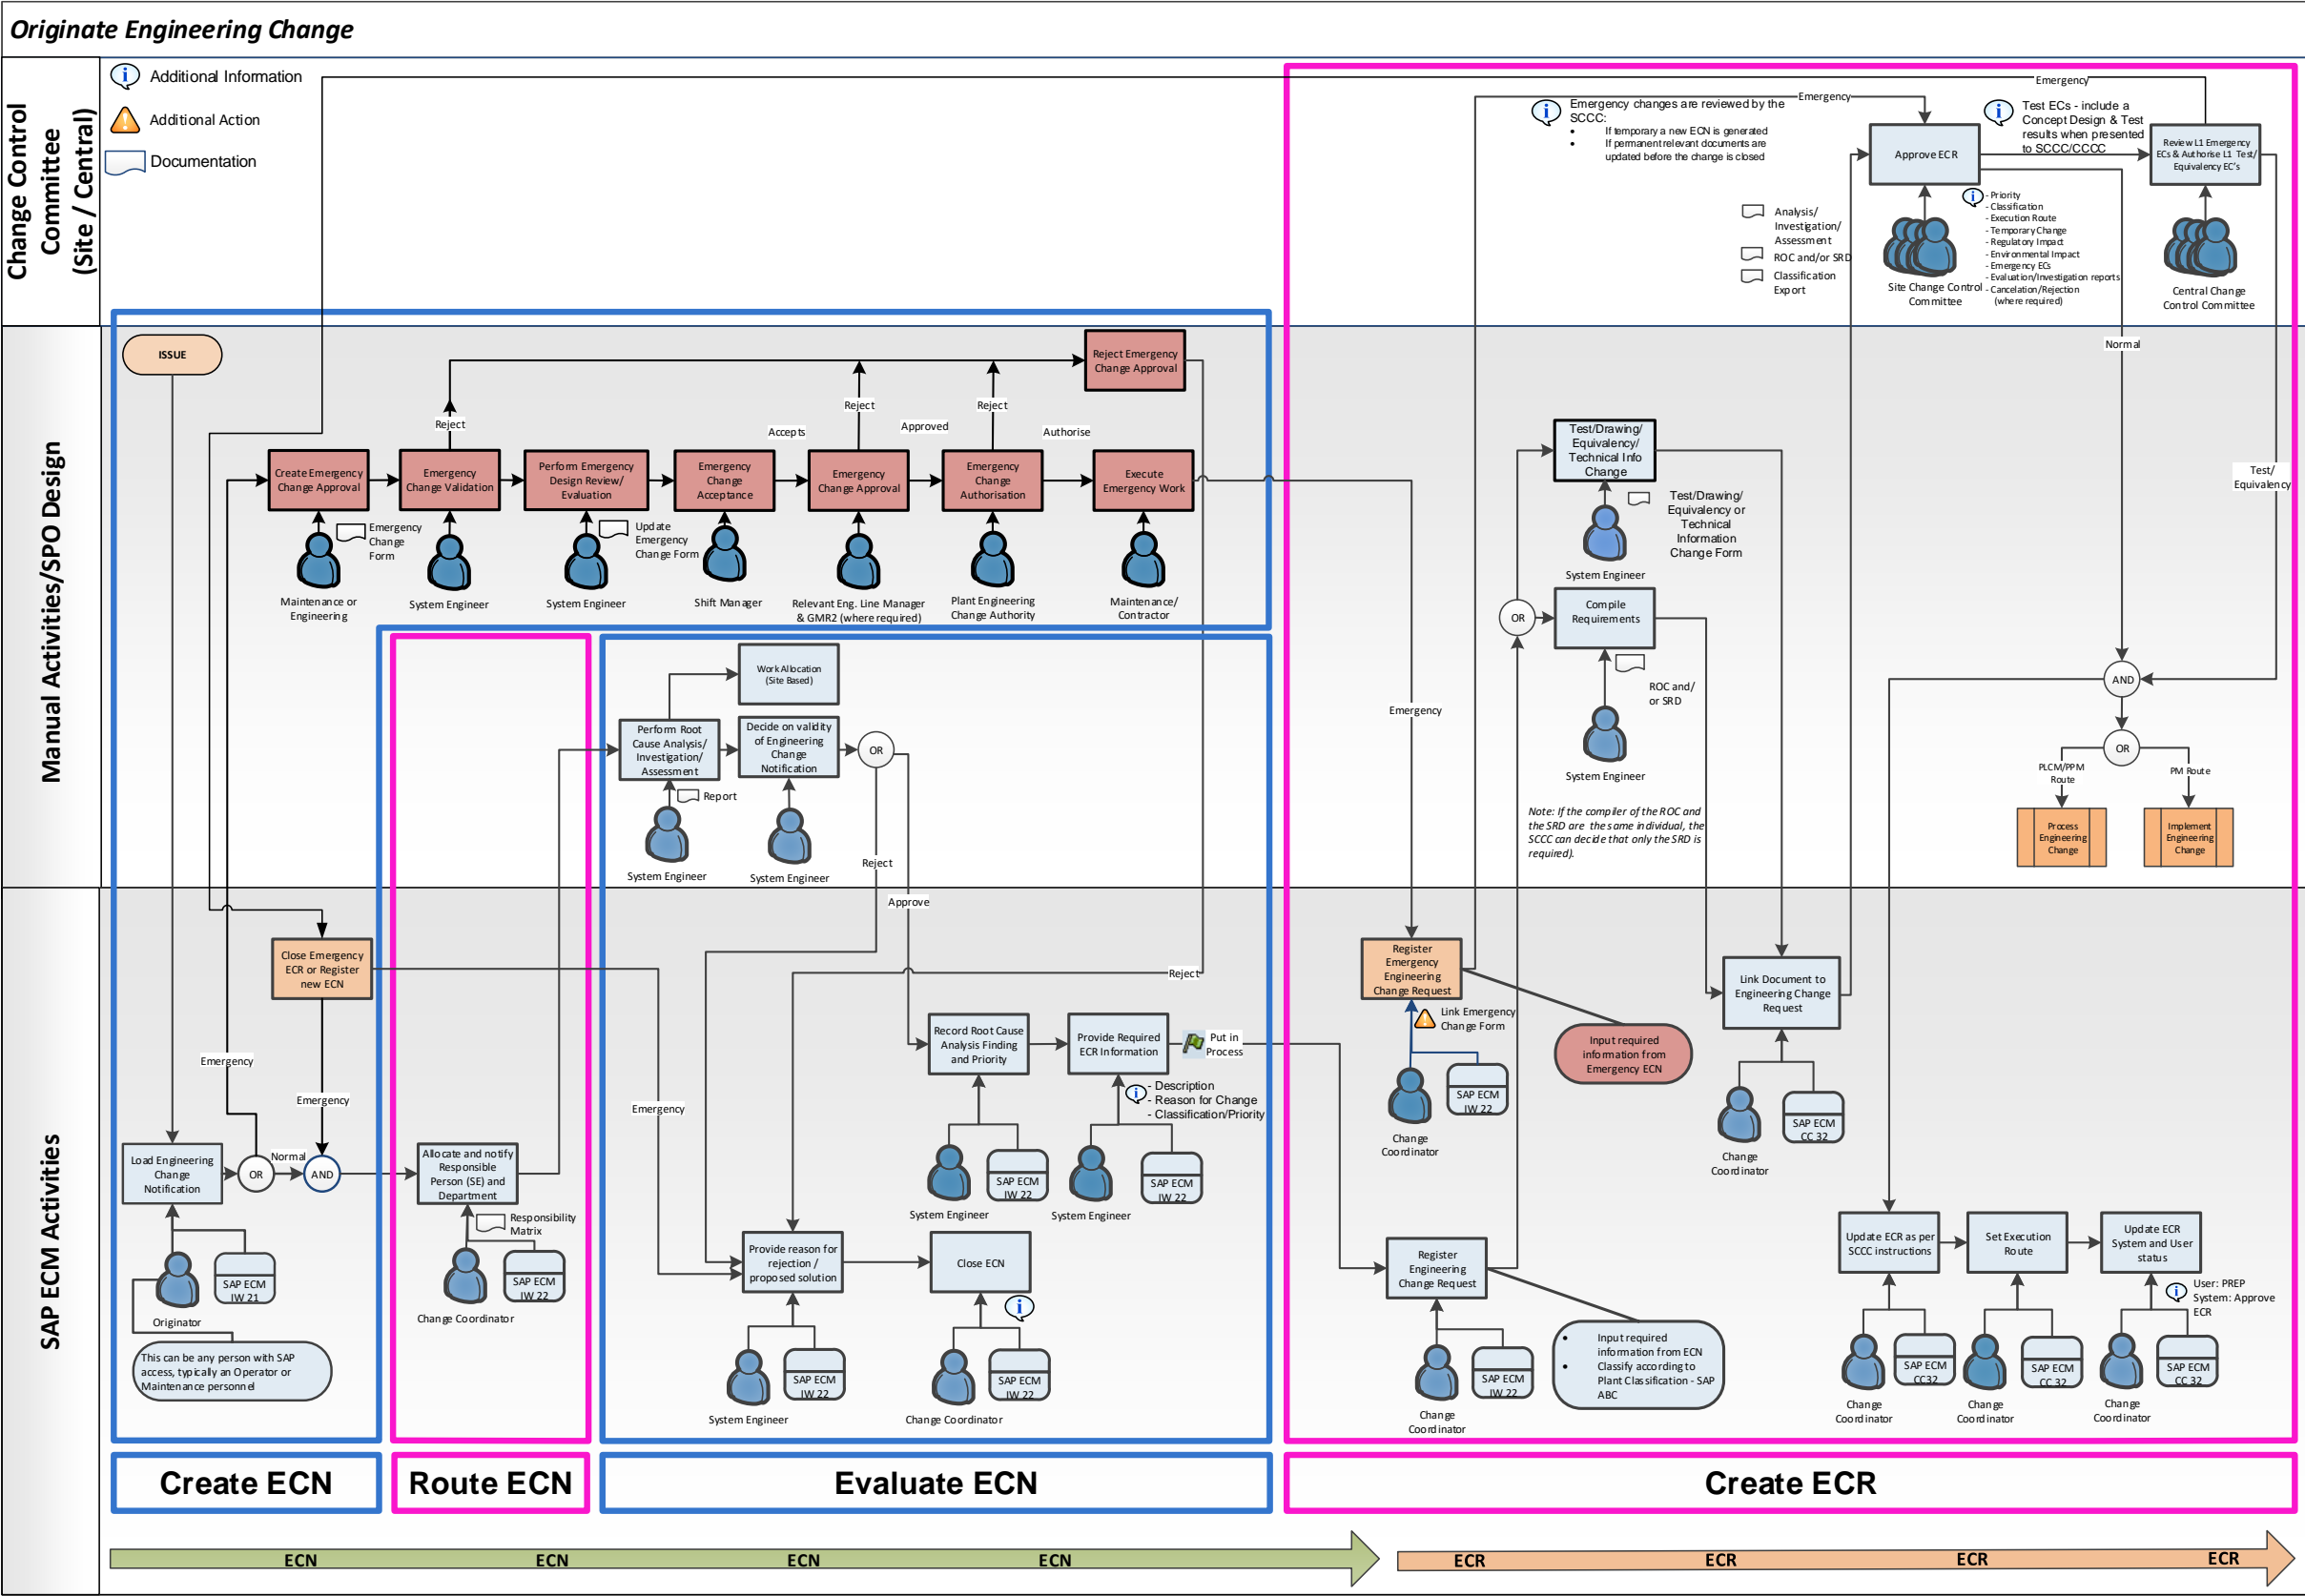 Originate Engineering Change
Change Control
Committee
(Site / Central)
Additional Information
Additional Action
Documentation
Emergency
Emergency
Emergency changes are reviewed by the
SCCC:
• If temporary a new ECN is generated
• If permanent relevant documents are
updated before the change is closed
Test ECs - include a
Concept Design & Test
results when presented
to SCCC/CCCC
Approve ECR
Review L1 Emergency
ECs & Authorise L1 Test/
Equivalency EC's
Analysis/
Investigation/
Assessment
ROC and/or SRD
Classification
Export
- Priority
- Classification
- Execution Route
- Temporary Change
- Regulatory Impact
- Environmental Impact
- Emergency ECs
- Evaluation/Investigation reports
- Cancelation/Rejection
(where required)
Site Change Control
Committee
Central Change
Control Committee
Manual Activities/SPO Design
ISSUE
Reject Emergency
Change Approval
Reject
Reject
Reject
Accepts
Approved
Authorise
Create Emergency
Change Approval
Emergency
Change Validation
Perform Emergency
Design Review/
Evaluation
Emergency
Change
Acceptance
Emergency
Change Approval
Emergency
Change
Authorisation
Execute
Emergency Work
Emergency
Change
Form
Update
Emergency
Change Form
Maintenance or
Engineering
System Engineer
System Engineer
Shift Manager
Relevant Eng. Line Manager
& GMR2 (where required)
Plant Engineering
Change Authority
Maintenance/
Contractor
Normal
Test/
Equivalency
Test/Drawing/
Equivalency/
Technical Info
Change
Test/Drawing/
Equivalency or
Technical
Information
Change Form
System Engineer
OR
Compile
Requirements
ROC and/
or SRD
System Engineer
Note: If the compiler of the ROC and
the SRD are the same individual, the
SCCC can decide that only the SRD is
required).
Work Allocation
(Site Based)
Perform Root
Cause Analysis/
Investigation/
Assessment
Decide on validity
of Engineering
Change
Notification
OR
Report
System Engineer
System Engineer
Reject
Approve
Emergency
AND
OR
PLCM/PPM
Route
PM Route
Process
Engineering
Change
Implement
Engineering
Change
SAP ECM Activities
Close Emergency
ECR or Register
new ECN
Reject
Emergency
Emergency
Emergency
Load Engineering
Change
Notification
OR
Normal
AND
Allocate and notify
Responsible
Person (SE) and
Department
Responsibility
Matrix
SAP ECM
IW 21
Originator
This can be any person with SAP
access, typically an Operator or
Maintenance personnel
SAP ECM
IW 22
Change Coordinator
Record Root Cause
Analysis Finding
and Priority
Provide Required
ECR Information
Put in
Process
- Description
- Reason for Change
- Classification/Priority
SAP ECM
IW 22
System Engineer
SAP ECM
IW 22
System Engineer
Provide reason for
rejection /
proposed solution
Close ECN
SAP ECM
IW 22
System Engineer
SAP ECM
IW 22
Change Coordinator
Register
Emergency
Engineering
Change Request
Link Emergency
Change Form
SAP ECM
IW 22
Change
Coordinator
Input required
information from
Emergency ECN
Link Document to
Engineering Change
Request
SAP ECM
CC 32
Change
Coordinator
Register
Engineering
Change Request
SAP ECM
IW 22
Change
Coordinator
• Input required
information from ECN
• Classify according to
Plant Classification - SAP
ABC
Update ECR as per
SCCC instructions
Set Execution
Route
Update ECR
System and User
status
User: PREP
System: Approve
ECR
SAP ECM
CC32
Change
Coordinator
SAP ECM
CC 32
Change
Coordinator
SAP ECM
CC 32
Change
Coordinator
Create ECN
Route ECN
Evaluate ECN
Create ECR
ECN
ECN
ECN
ECN
ECR
ECR
ECR
ECR